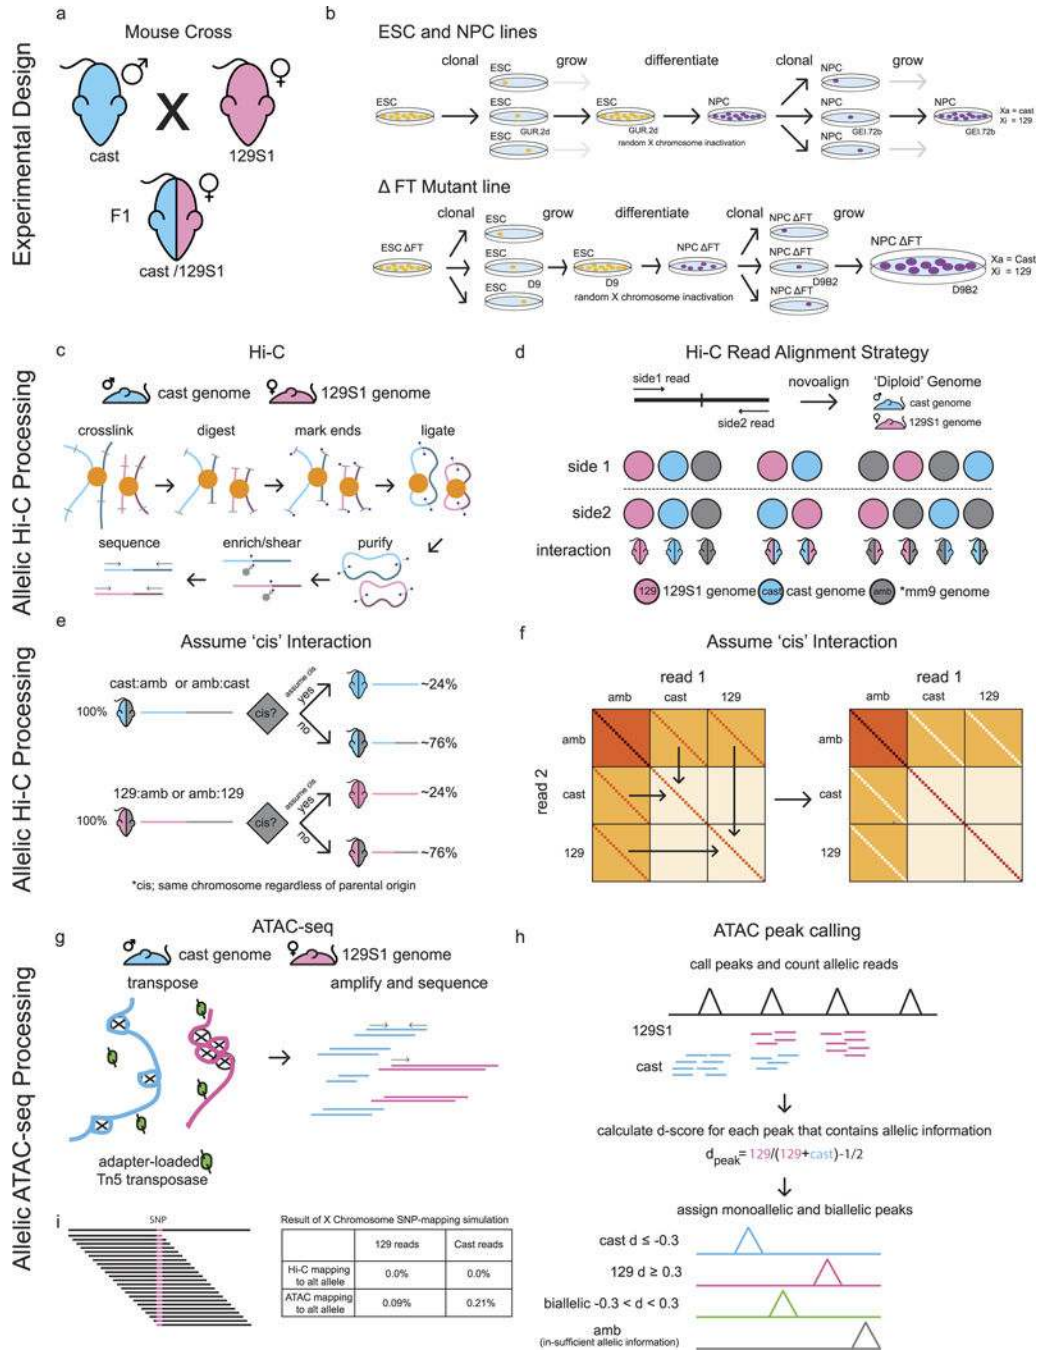 Experimental Design
a
Mouse Cross
X
cast
129S1
F1
cast /129S1
b
ESC and NPC lines
clonal
grow
differentiate
clonal
grow
ESC
ESC
ESC
ESC
GUR.2d
ESC
GUR.2d
random X chromosome inactivation
NPC
NPC
NPC
GEI.72b
NPC
NPC
GEI.72b
Xa = cast
Xi = 129
Δ FT Mutant line
clonal
grow
differentiate
clonal
grow
ESC ΔFT
ESC
ESC
D9
ESC
ESC
D9
random X chromosome inactivation
NPC ΔFT
NPC ΔFT
NPC ΔFT
D9B2
NPC ΔFT
NPC ΔFT
D9B2
Xa = Cast
Xi = 129
Allelic Hi-C Processing
c
Hi-C
cast genome
129S1 genome
crosslink
digest
mark ends
ligate
sequence
enrich/shear
purify
d
Hi-C Read Alignment Strategy
side1 read
side2 read
novoalign
'Diploid' Genome
cast genome
129S1 genome
side 1
side2
interaction
129
129S1 genome
cast
cast genome
amb
*mm9 genome
Allelic Hi-C Processing
e
Assume 'cis' Interaction
cast:amb or amb:cast
100%
cis?
assume cis
yes
no
~24%
~76%
129:amb or amb:129
100%
cis?
assume cis
yes
no
~24%
~76%
*cis; same chromosome regardless of parental origin
f
Assume 'cis' Interaction
read 1
amb
cast
129
read 2
amb
cast
129
read 1
amb
cast
129
amb
cast
129
Allelic ATAC-seq Processing
g
ATAC-seq
cast genome
129S1 genome
transpose
amplify and sequence
adapter-loaded
Tn5 transposase
h
ATAC peak calling
call peaks and count allelic reads
129S1
cast
calculate d-score for each peak that contains allelic information
dpeak= 129/(129+cast)-1/2
assign monoallelic and biallelic peaks
cast d ≤ -0.3
129 d ≥ 0.3
biallelic -0.3 < d < 0.3
amb
(in-sufficient allelic information)
i
SNP
Result of X Chromosome SNP-mapping simulation
129 reads
Cast reads
Hi-C mapping
to alt allele
0.0%
0.0%
ATAC mapping
to alt allele
0.09%
0.21%